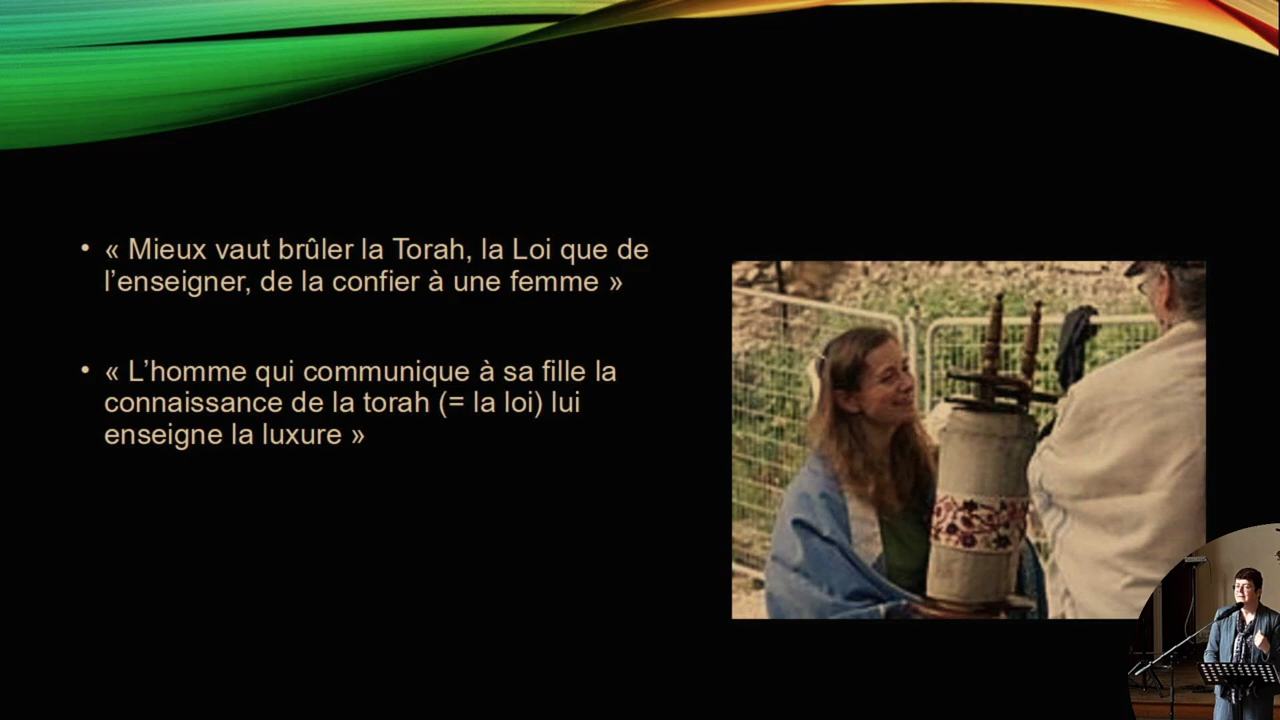 • « Mieux vaut brûler la Torah, la Loi que de
l’enseigner, de la confier à une femme »
• « L’homme qui communique à sa fille la
connaissance de la torah (= la loi) lui
enseigne la luxure »